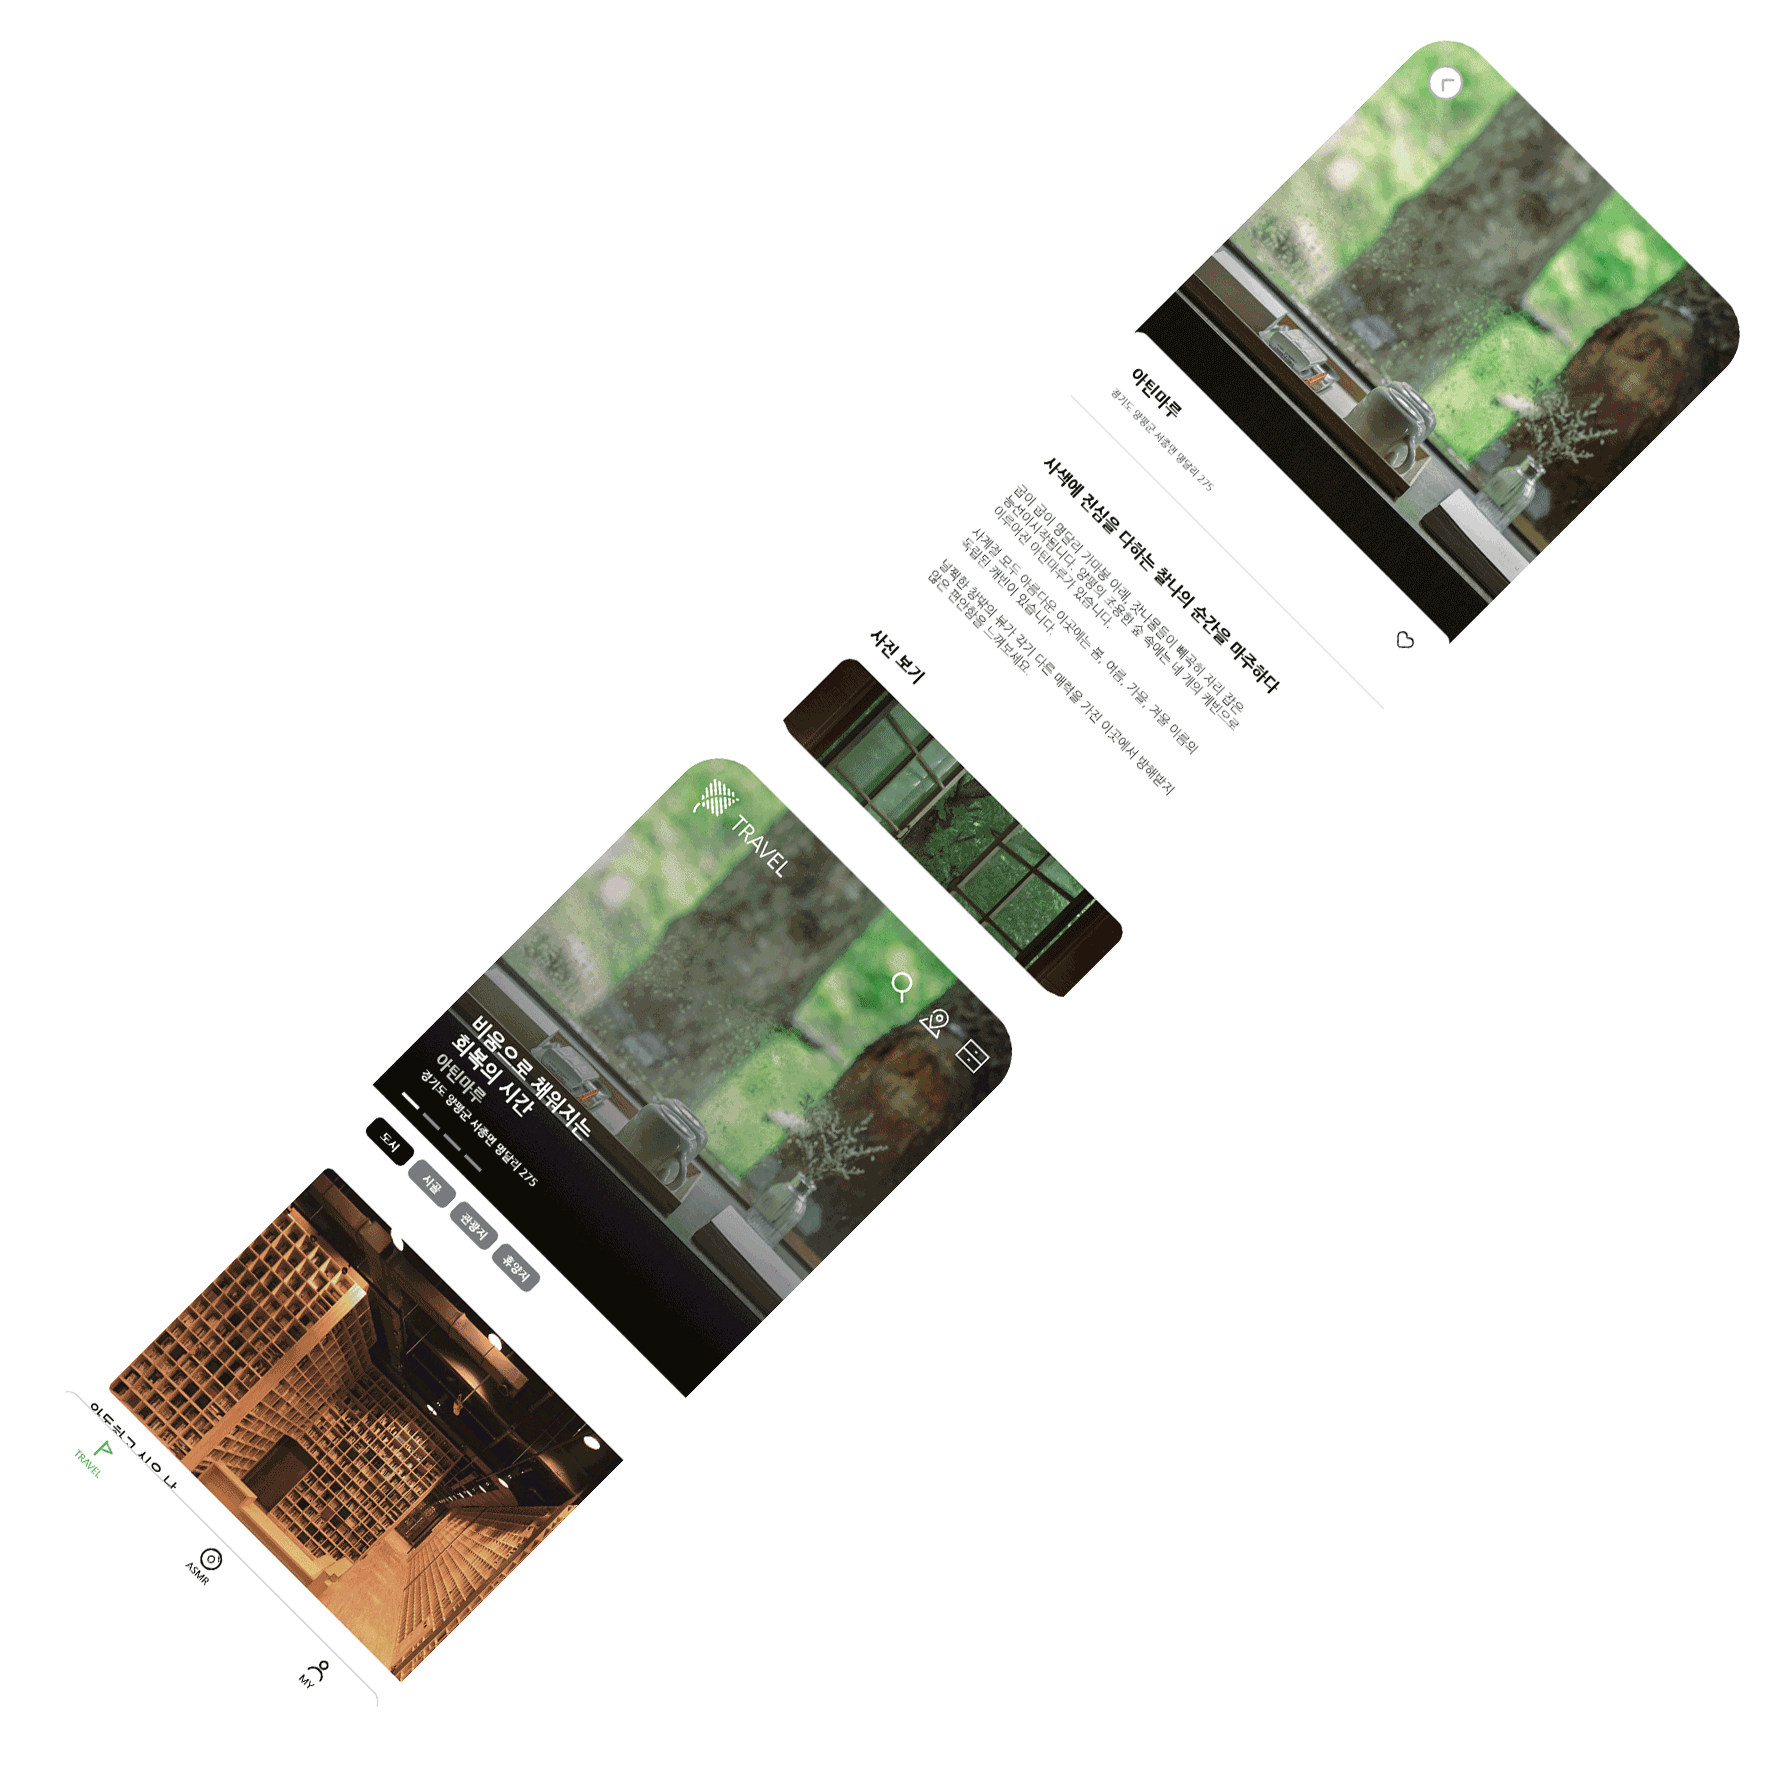 아틴마루
경기도 양평군 서종면 명달리 275
사색에 진심을 다하는 찰나의 순간을 마주하다
굽이 굽이 명달리 가마봉 아래, 갓나물들이 빼곡히 자리 잡은
능선이시작됩니다. 양평의 조용한 숲 속에는 네 개의 캐빈으로
이루어진 아틴마루가 있습니다.
사계절 모두 아름다운 이곳에는 봄, 여름, 가을, 겨울 이름의
독립된 캐빈이 있습니다.
널찍한 창밖의 뷰가 각기 다른 매력을 가진 이곳에서 방해받지
않은 편안함을 느껴보세요.
사진 보기
TRAVEL
비움으로 채워지는
회복의 시간
아틴마루
경기도 양평군 서종면 명달리 275
도시
시골
관광지
휴양지
TRAVEL
ASMR
MY